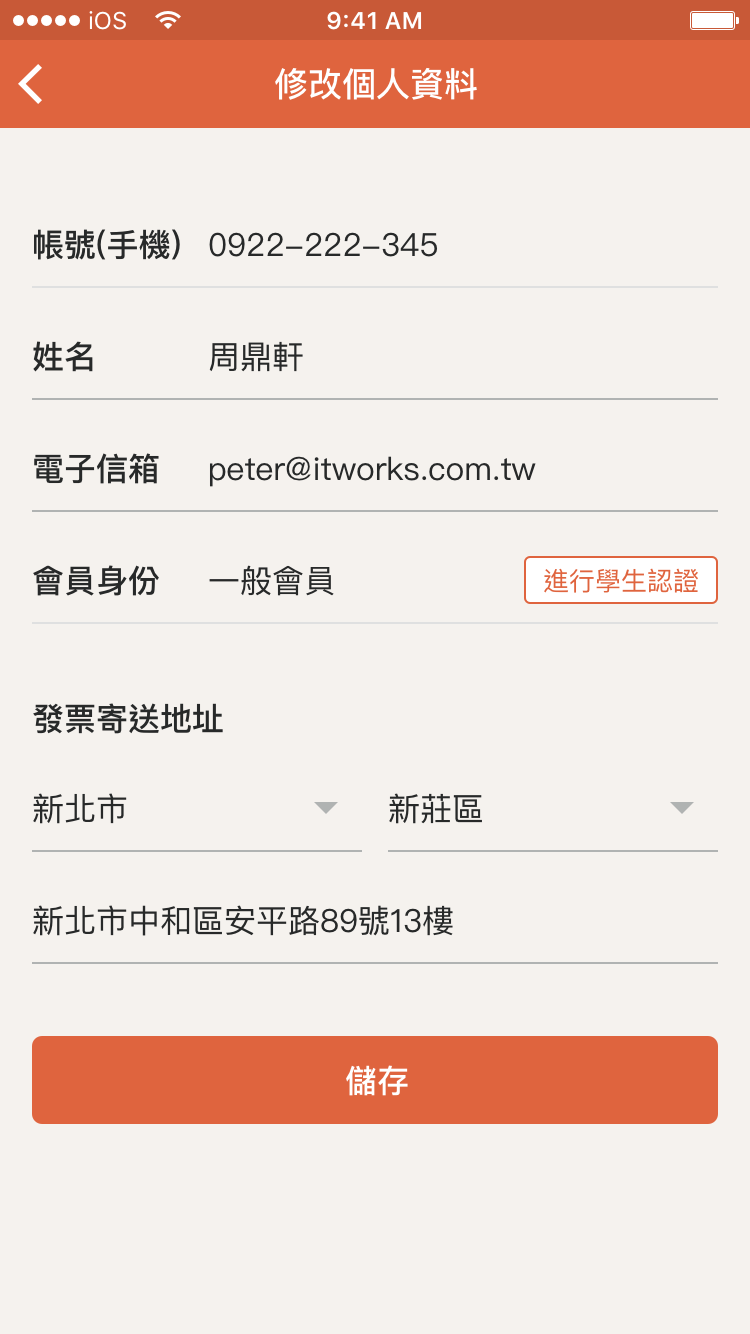 iOS 9:41 AM
修改個人資料
帳號(手機) 0922-222-345
姓名 周鼎軒
電子信箱 peter@itworks.com.tw
會員身份 一般會員 進行學生認證
發票寄送地址
新北市 新莊區
新北市中和區安平路89號13樓
儲存